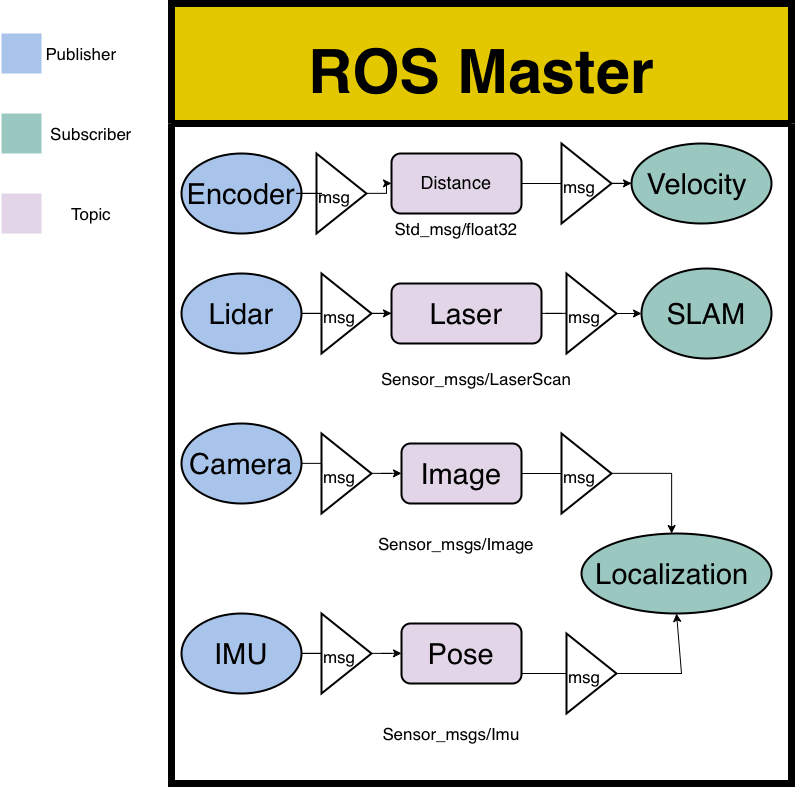 Publisher
Subscriber
Topic
ROS Master
Encoder
msg
Distance
msg
Velocity
Std_msg/float32
Lidar
msg
Laser
msg
SLAM
Sensor_msgs/LaserScan
Camera
msg
Image
msg
Sensor_msgs/Image
Localization
IMU
msg
Pose
msg
Sensor_msgs/Imu